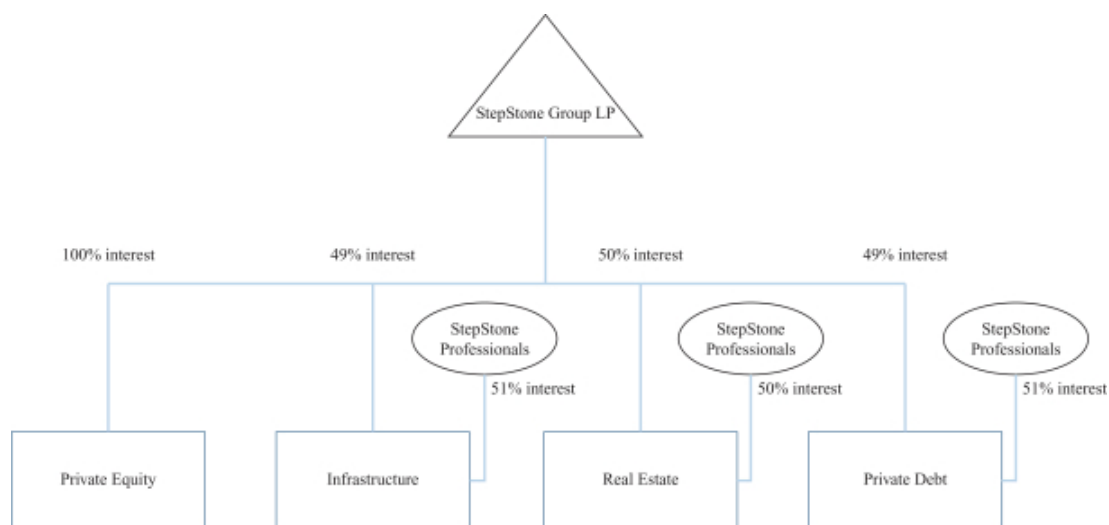 StepStone Group LP
100% interest
49% interest
50% interest
49% interest
StepStone
Professionals
StepStone
Professionals
StepStone
Professionals
51% interest
50% interest
51% interest
Private Equity
Infrastructure
Real Estate
Private Debt